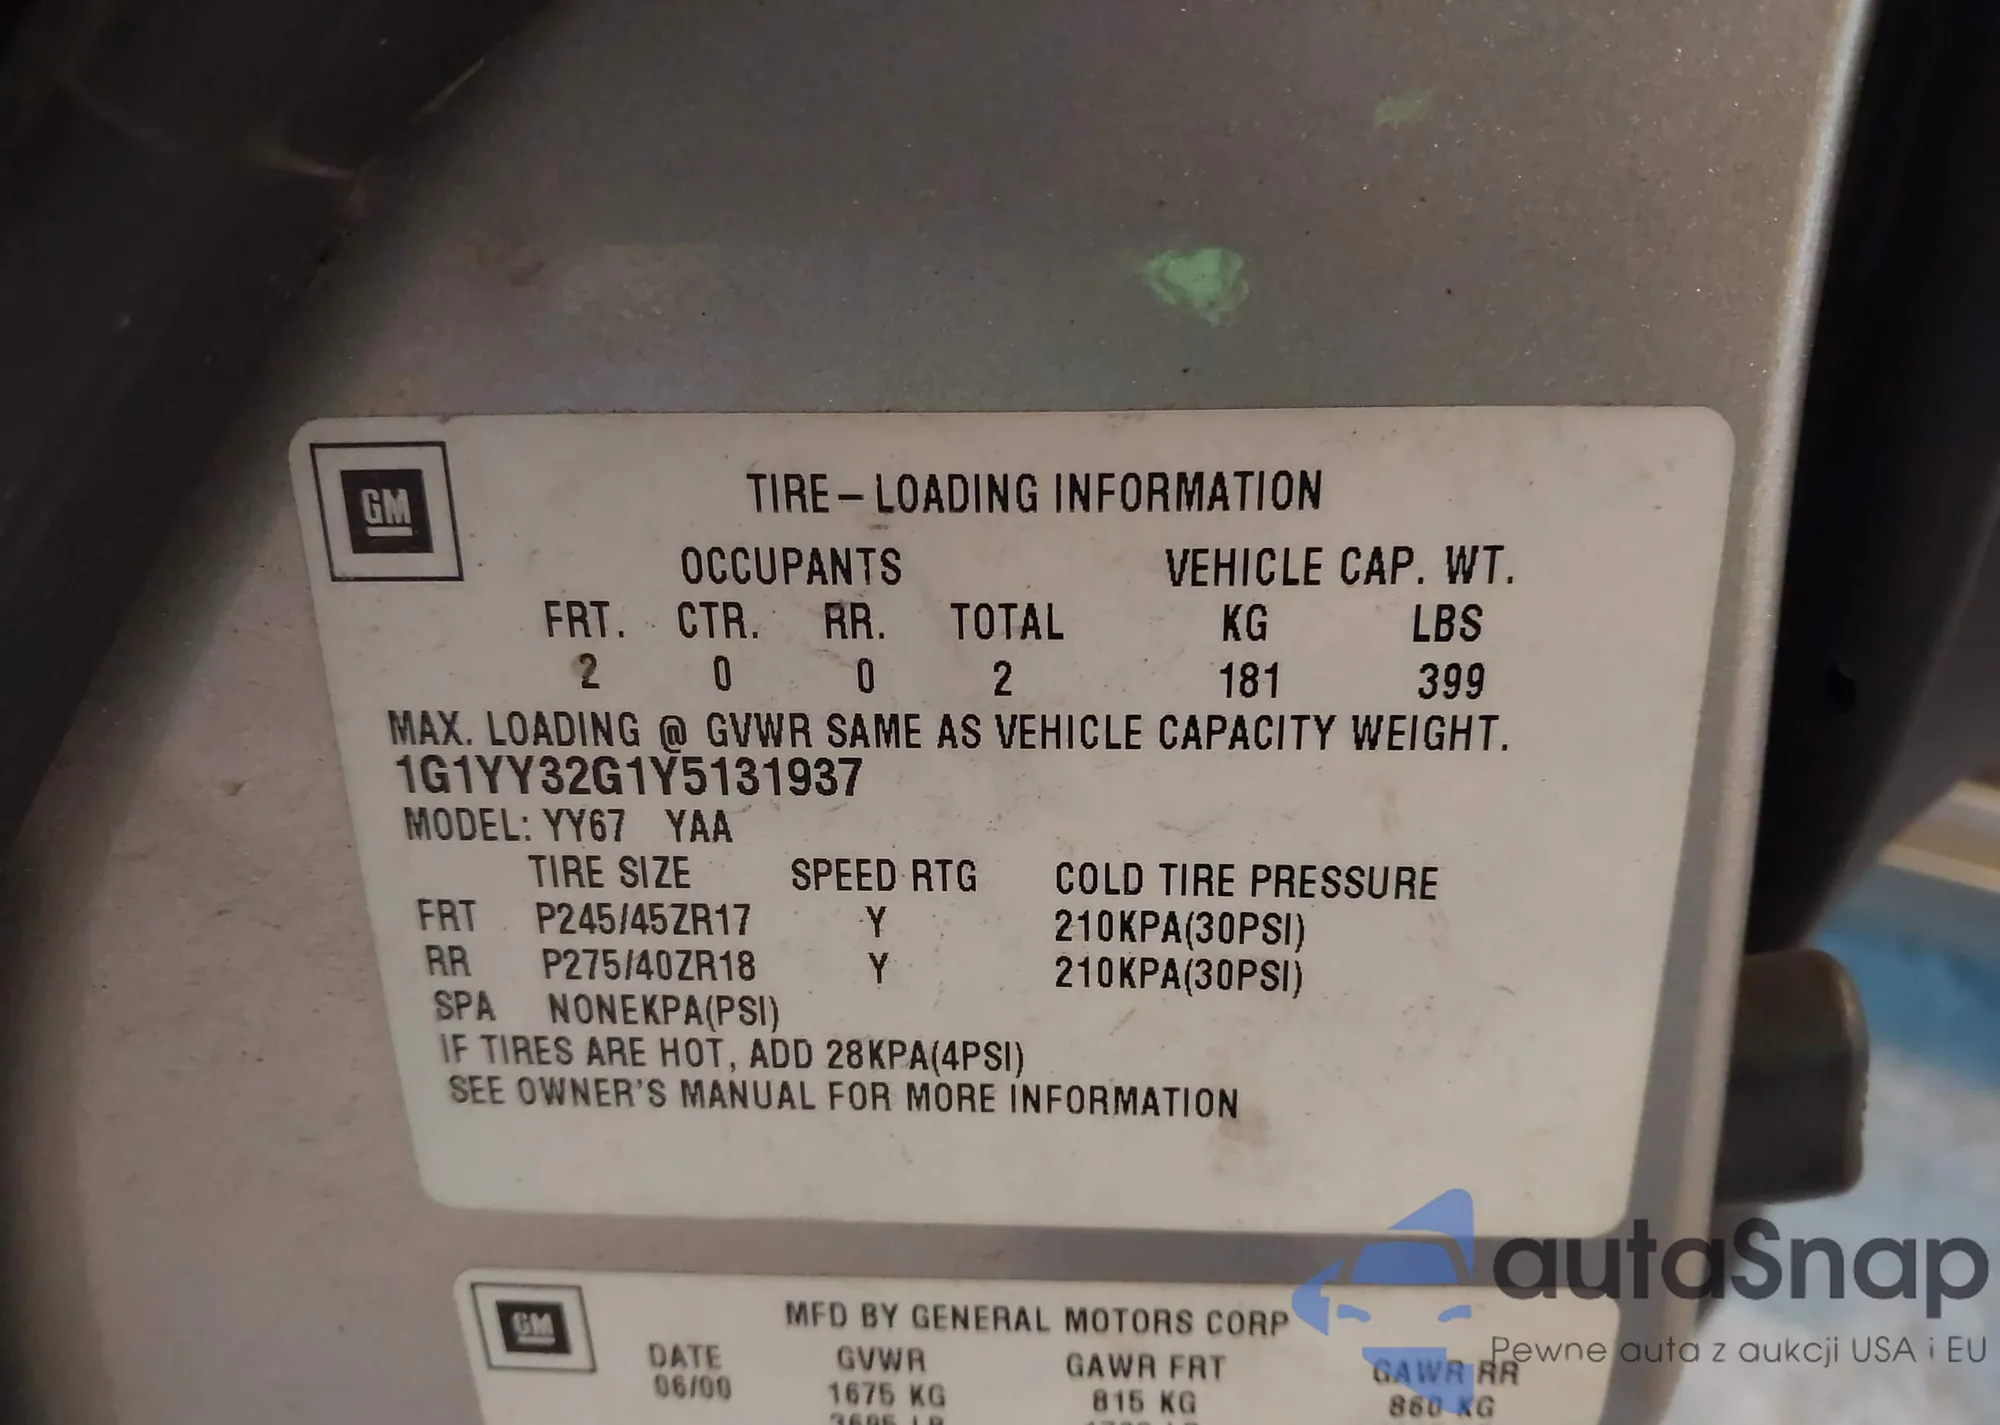 GM
TIRE – LOADING INFORMATION
OCCUPANTS VEHICLE CAP. WT.
FRT. CTR. RR. TOTAL KG LBS
2 0 0 2 181 399
MAX. LOADING @ GVWR SAME AS VEHICLE CAPACITY WEIGHT.
1G1YY32G1Y5131937
MODEL: YY67 YAA
TIRE SIZE SPEED RTG COLD TIRE PRESSURE
FRT P245/45ZR17 Y 210KPA(30PSI)
RR P275/40ZR18 Y 210KPA(30PSI)
SPA NONEKPA(PSI)
IF TIRES ARE HOT, ADD 28KPA(4PSI)
SEE OWNER'S MANUAL FOR MORE INFORMATION
GM
MFD BY GENERAL MOTORS CORP
DATE GVWR GAWR FRT GAWR RR
06/00 1675 KG 815 KG 860 KG
autaSnap
Pewne auta z aukcji USA i EU